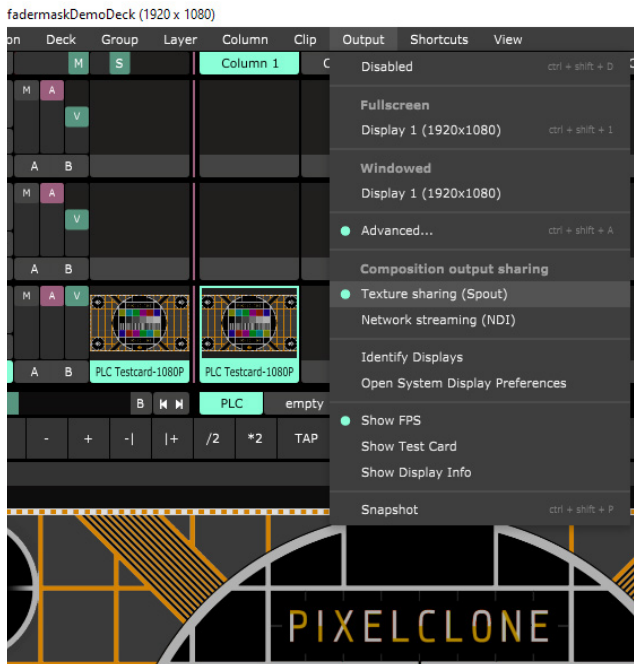 fadermaskDemoDeck (1920 x 1080)
on Deck Group Layer Column Clip Output Shortcuts View
M S Column 1 C
Disabled ctrl + shift + D
M A
Fullscreen
V
Display 1 (1920x1080) ctrl + shift + 1
A B
Windowed
M A
Display 1 (1920x1080)
V
Advanced... ctrl + shift + A
A B
Composition output sharing
M A V
Texture sharing (Spout)
Network streaming (NDI)
Identify Displays
A B PLC Testcard-1080P PLC Testcard-1080P
Open System Display Preferences
B PLC empty
Show FPS
- + -| |+ /2 *2 TAP
Show Test Card
Show Display Info
Snapshot ctrl + shift + P
PIXELCLONE